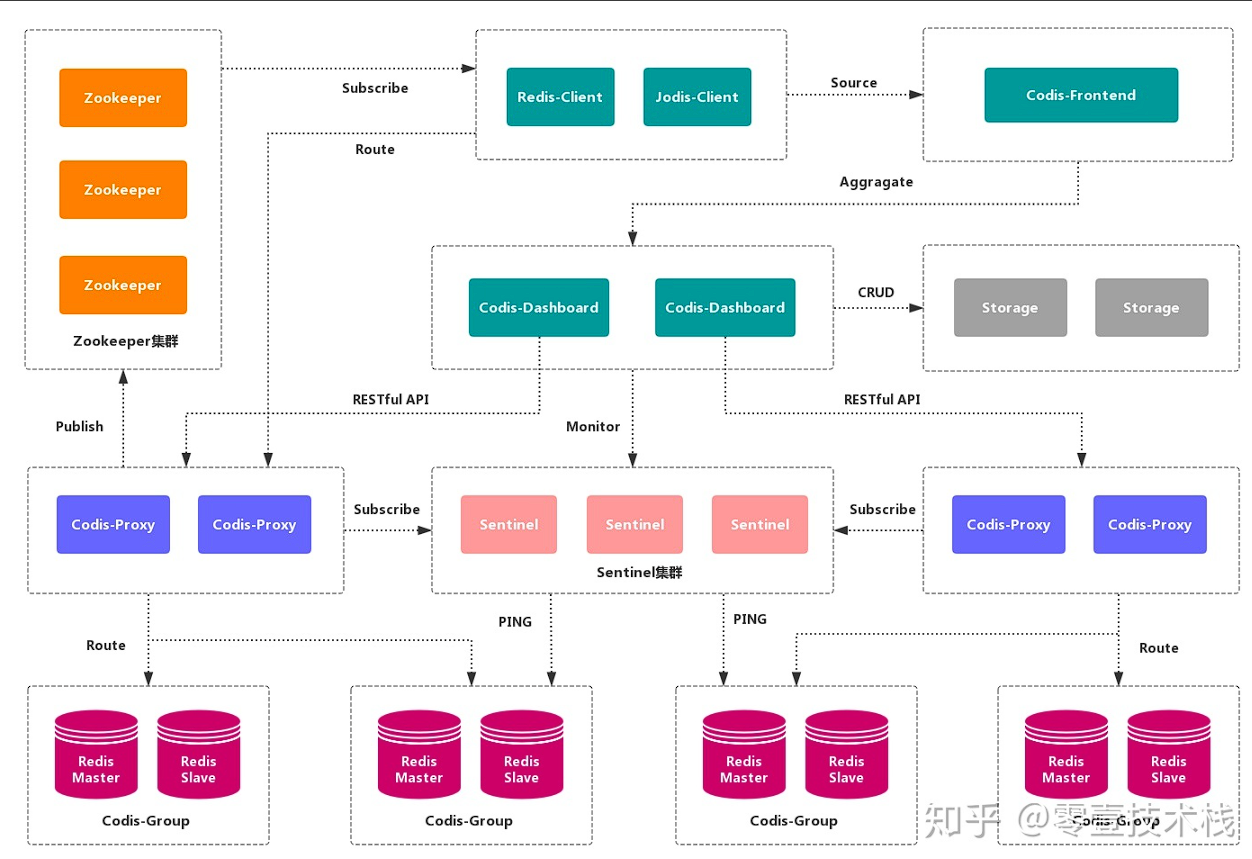 Zookeeper
Zookeeper
Zookeeper
Zookeeper集群
Subscribe
Redis-Client
Jodis-Client
Source
Codis-Frontend
Route
Aggragate
Codis-Dashboard
Codis-Dashboard
CRUD
Storage
Storage
RESTful API
RESTful API
Publish
Monitor
Codis-Proxy
Codis-Proxy
Subscribe
Sentinel
Sentinel
Sentinel
Sentinel集群
Subscribe
Codis-Proxy
Codis-Proxy
Route
PING
PING
Route
Redis
Master
Redis
Slave
Codis-Group
Redis
Master
Redis
Slave
Codis-Group
Redis
Master
Redis
Slave
Codis-Group
Redis
Master
Redis
Slave
Codis-Group
知乎 @零壹技术栈